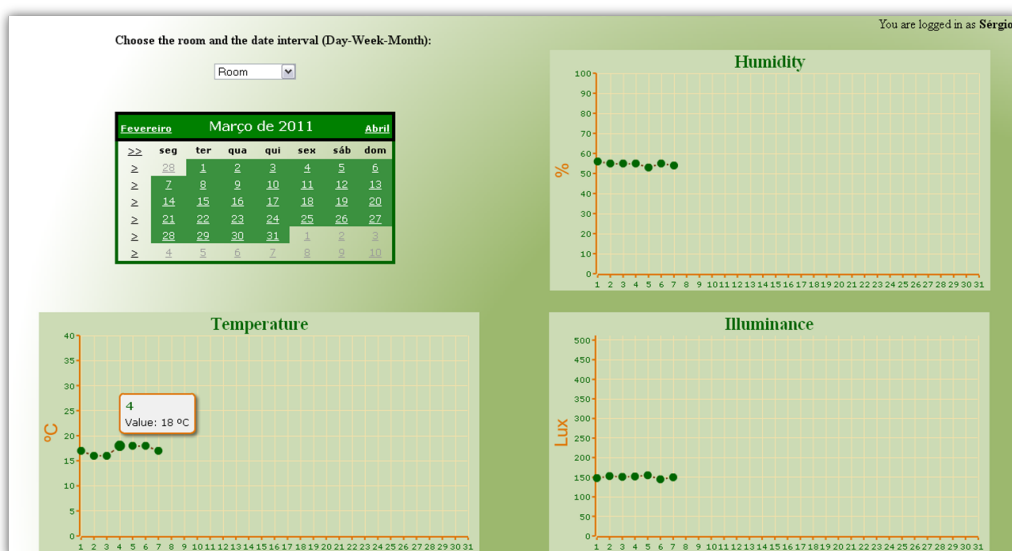 You are logged in as Sérgio
Choose the room and the date interval (Day-Week-Month):
Room
Fevereiro Março de 2011 Abril
>> seg ter qua qui sex sáb dom
> 28 1 2 3 4 5 6
> 7 8 9 10 11 12 13
> 14 15 16 17 18 19 20
> 21 22 23 24 25 26 27
> 28 29 30 31 1 2 3
> 4 5 6 7 8 9 10
Humidity
%
100
90
80
70
60
50
40
30
20
10
0
1 2 3 4 5 6 7 8 9 10 11 12 13 14 15 16 17 18 19 20 21 22 23 24 25 26 27 28 29 30 31
Temperature
ºC
40
35
30
25
20
15
10
5
0
4
Value: 18 ºC
1 2 3 4 5 6 7 8 9 10 11 12 13 14 15 16 17 18 19 20 21 22 23 24 25 26 27 28 29 30 31
Illuminance
Lux
500
450
400
350
300
250
200
150
100
50
0
1 2 3 4 5 6 7 8 9 10 11 12 13 14 15 16 17 18 19 20 21 22 23 24 25 26 27 28 29 30 31